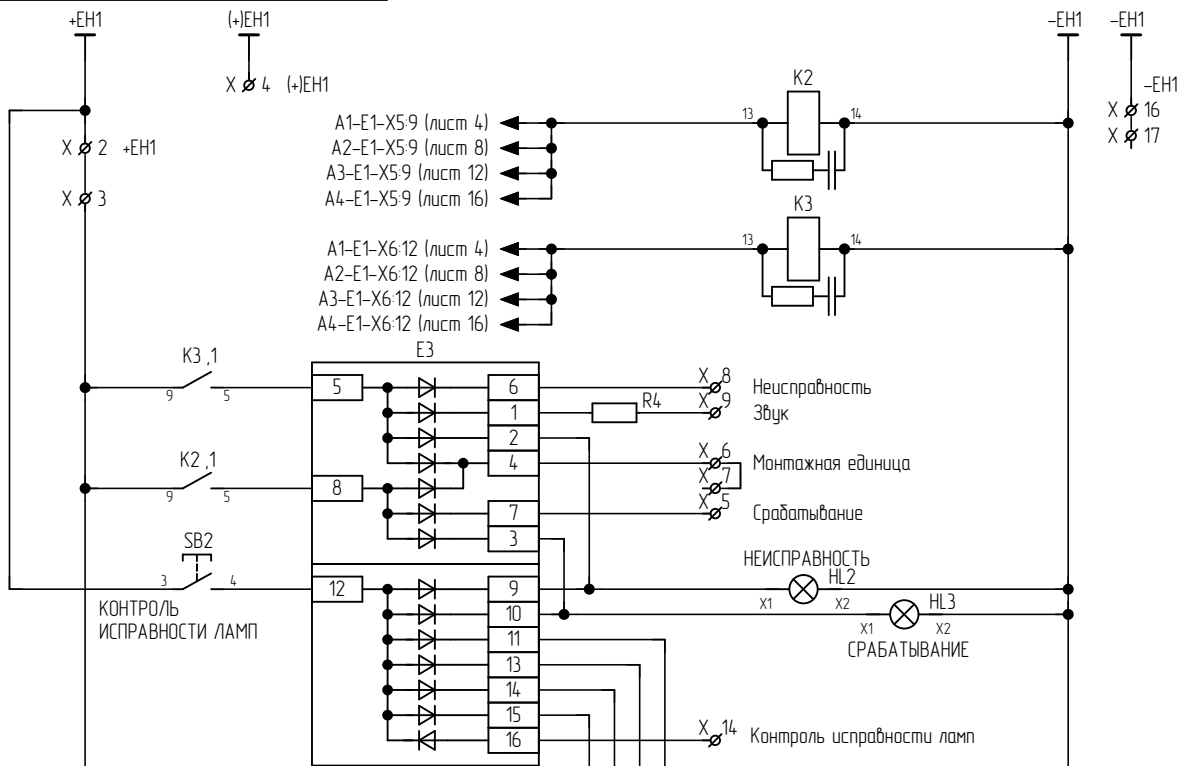 +EH1 (+)EH1 –EH1 –EH1
X 4 (+)EH1
K2
–EH1
13 14
X 16
A1–E1–X5:9 (лист 4)
X 17
X 2 +EH1
A2–E1–X5:9 (лист 8)
A3–E1–X5:9 (лист 12)
X 3
A4–E1–X5:9 (лист 16)
K3
13 14
A1–E1–X6:12 (лист 4)
A2–E1–X6:12 (лист 8)
A3–E1–X6:12 (лист 12)
A4–E1–X6:12 (лист 16)
E3
K3 ,1
9 5
5 6 X 8 Неисправность
1 R4 X 9 Звук
2
K2 ,1
4 X 6 Монтажная единица
9 5
8 X 7
7 X 5 Срабатывание
3
SB2
НЕИСПРАВНОСТЬ
3 4
12 9 X1 HL2 X2
КОНТРОЛЬ
ИСПРАВНОСТИ ЛАМП
10 X1 HL3 X2
11 СРАБАТЫВАНИЕ
13
14
15
16 X 14 Контроль исправности ламп